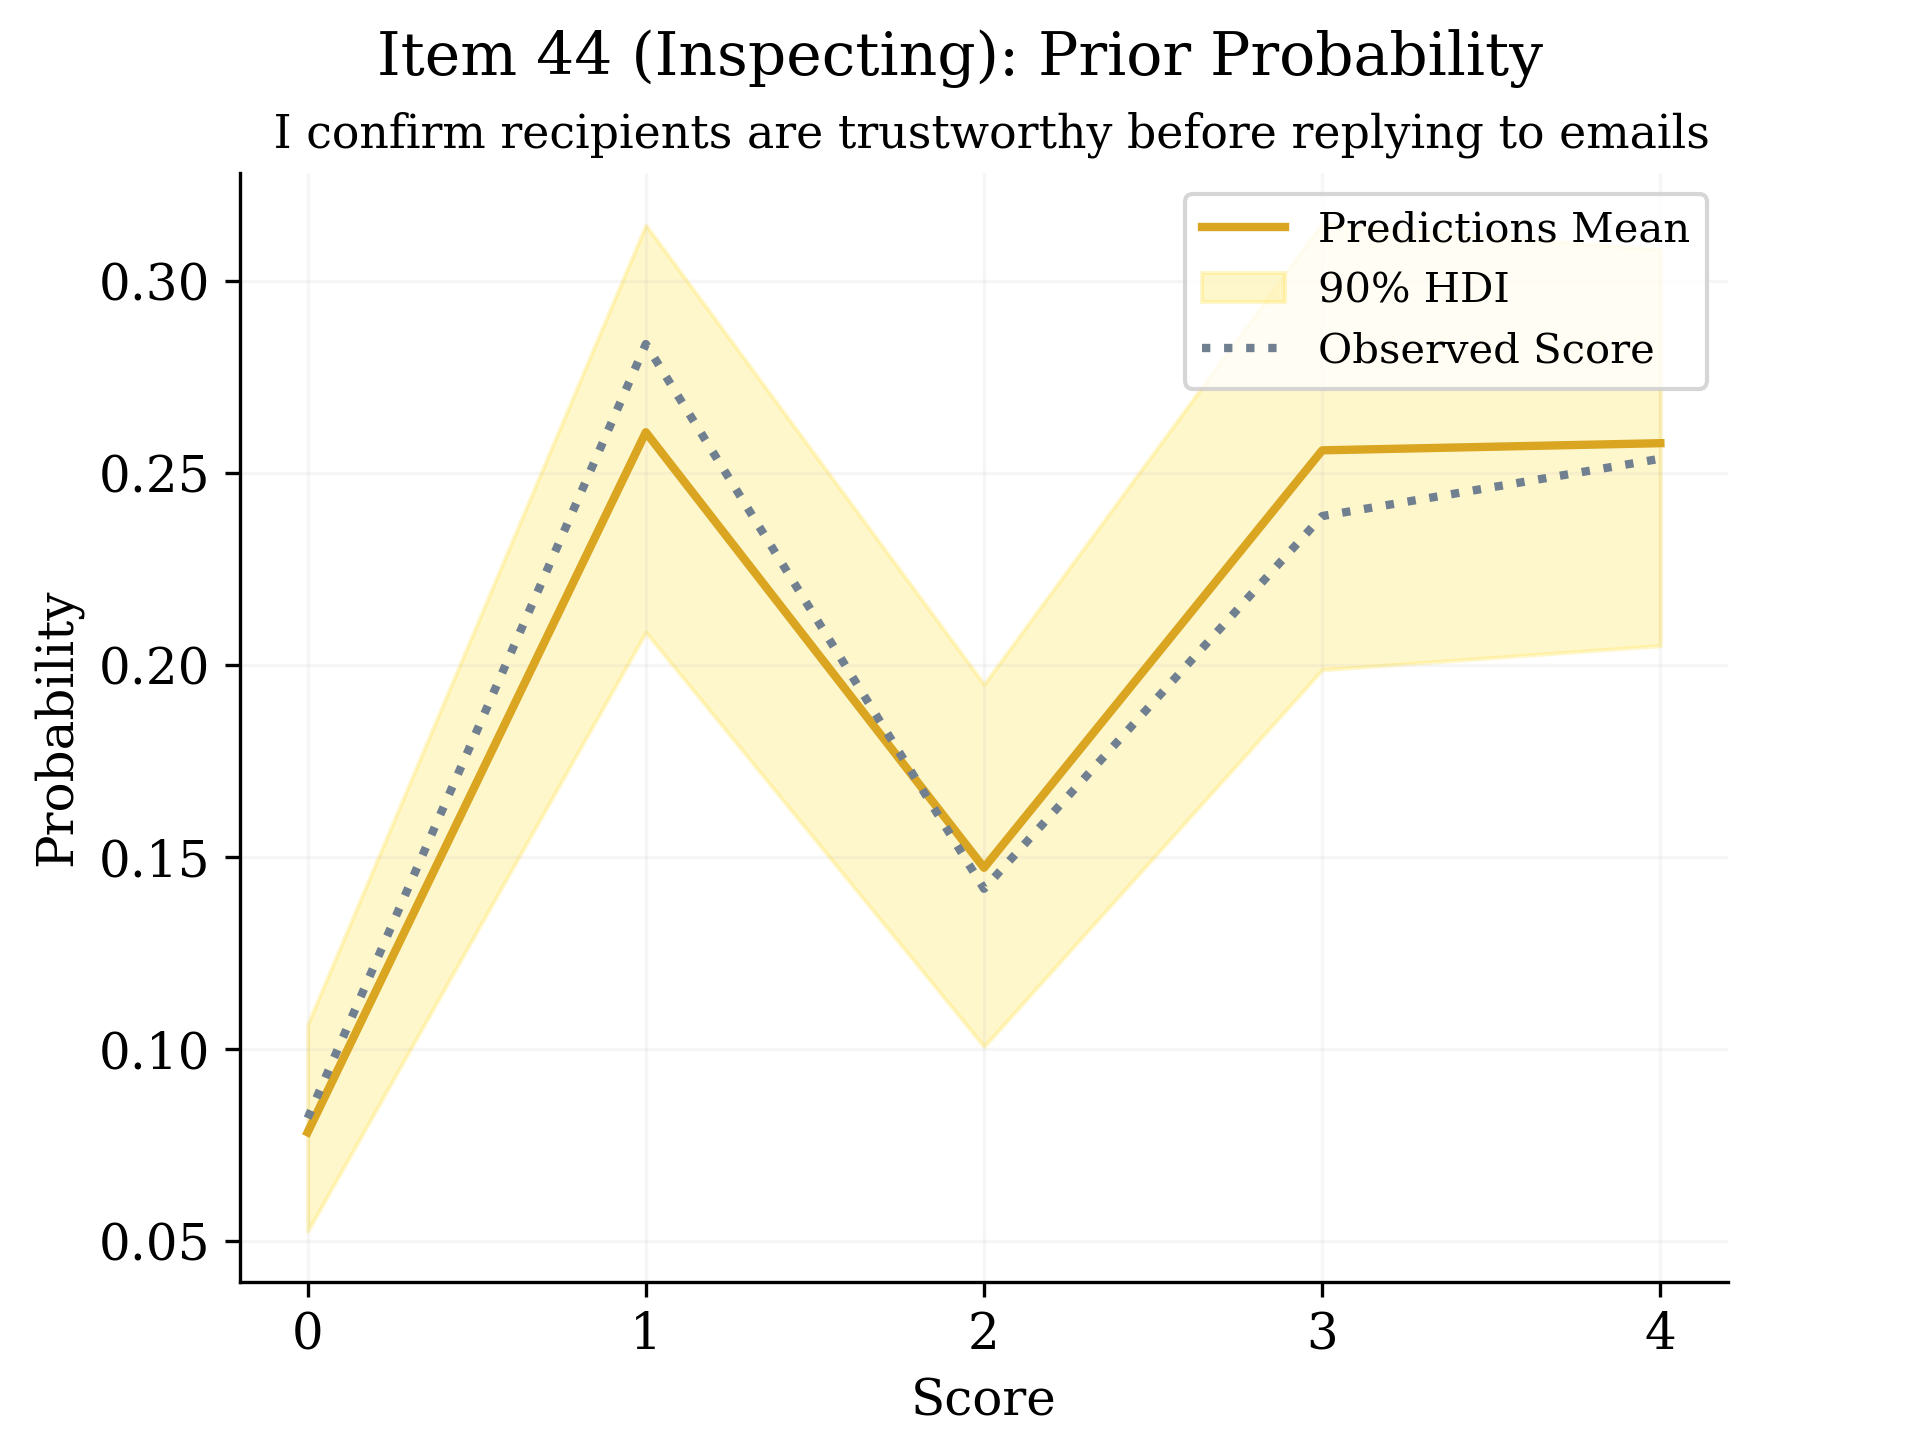 Item 44 (Inspecting): Prior Probability
I confirm recipients are trustworthy before replying to emails
Predictions Mean
90% HDI
Observed Score
0.30
0.25
0.20
0.15
0.10
0.05
Probability
0 1 2 3 4
Score